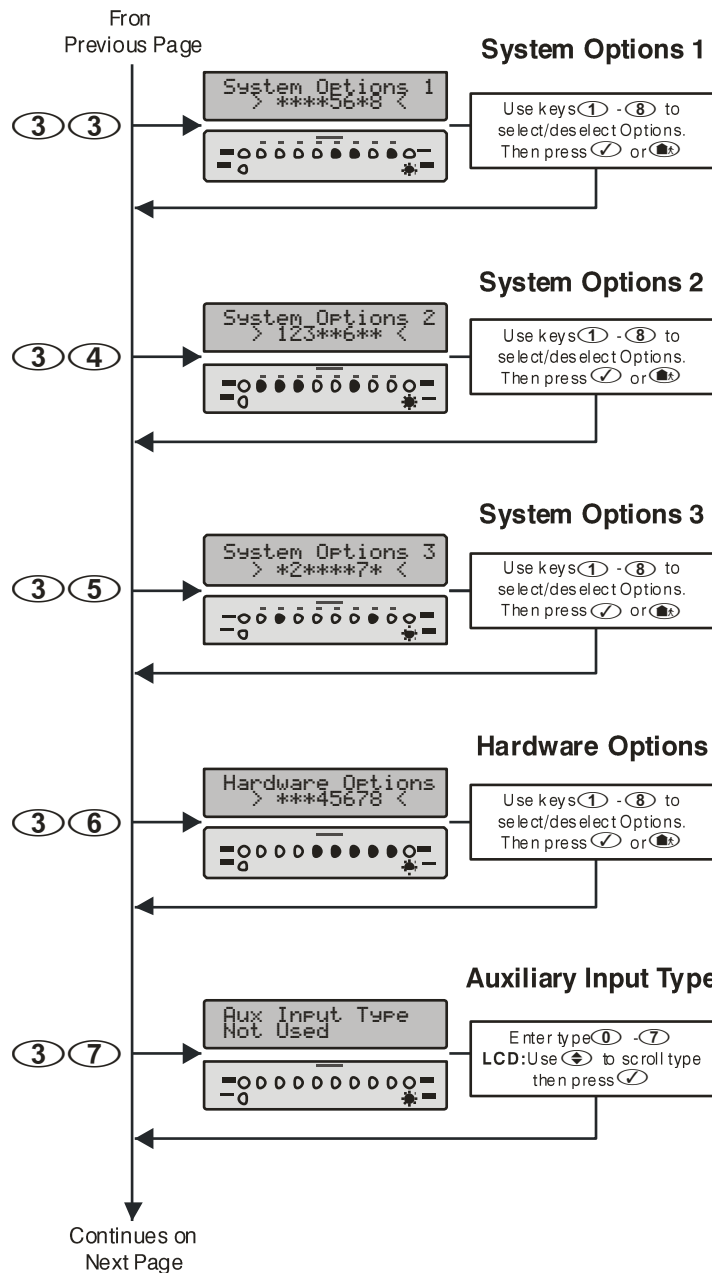 From
Previous Page
System Options 1
3 3
System Options 1
> ****56*8 <
Use keys 1 - 8 to
select/deselect Options.
Then press or
System Options 2
3 4
System Options 2
> 123**6** <
Use keys 1 - 8 to
select/deselect Options.
Then press or
System Options 3
3 5
System Options 3
> *2****7* <
Use keys 1 - 8 to
select/deselect Options.
Then press or
Hardware Options
3 6
Hardware Options
> ***45678 <
Use keys 1 - 8 to
select/deselect Options.
Then press or
Auxiliary Input Type
3 7
Aux Input Type
Not Used
Enter type 0 - 7
LCD: Use to scroll type
then press
Continues on
Next Page